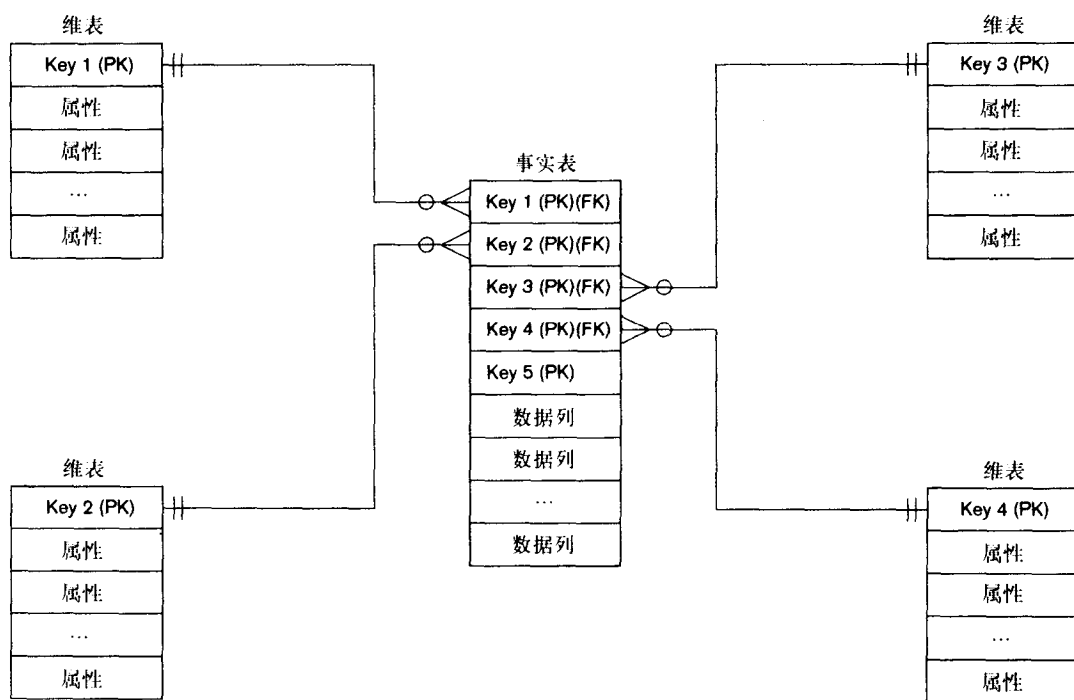 维表
Key 1 (PK)
属性
属性
…
属性
维表
Key 3 (PK)
属性
属性
…
属性
事实表
Key 1 (PK)(FK)
Key 2 (PK)(FK)
Key 3 (PK)(FK)
Key 4 (PK)(FK)
Key 5 (PK)
数据列
数据列
…
数据列
维表
Key 2 (PK)
属性
属性
…
属性
维表
Key 4 (PK)
属性
属性
…
属性